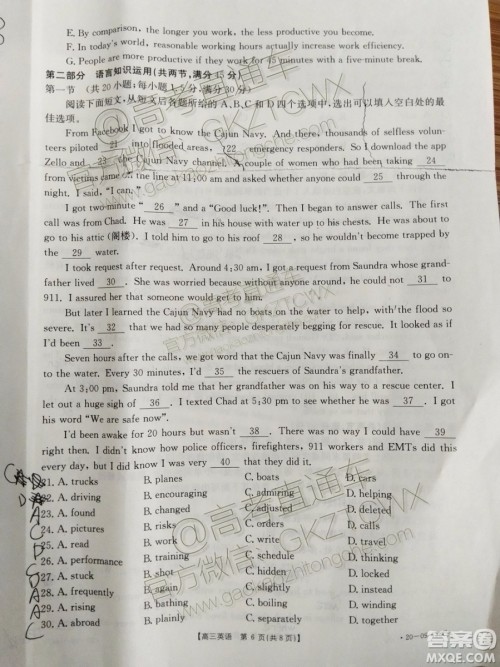 E. By comparison, the longer you work, the less productive you become.
F. In today's world, reasonable working hours actually increase work efficiency.
G. People are more productive if they work for 45 minutes with a five-minute break.
第二部分 语言知识运用(共两节,满分45分)
第一节 (共20小题;每小题1.5分,满分30分)
阅读下面短文,从短文后各题所给的A、B、C和D四个选项中,选出可以填入空白处的最
佳选项。
From Facebook I got to know the Cajun Navy. And there, thousands of selfless volun-
teers piloted 21 into flooded areas, 22 emergency responders. So I download the app
Zello and 23 the Cajun Navy channel. A couple of women who had been taking 24
from victims came on the line at 11:00 am and asked whether anyone could 25 through the
night. I said, "I can."
I got two-minute " 26 " and a "Good luck!". Then I began to answer calls. The first
call was from Chad. He was 27 in his house with water up to his chests. He was about to
go to his attic (阁楼). I told him to go to his roof 28 , so he wouldn't become trapped by
the 29 water.
I took request after request. Around 4:30 am, I got a request from Saundra whose grand-
father lived 30 . She was worried because without anyone around, he could not 31 to
911. I assured her that someone would get to him.
But later I learned the Cajun Navy had no boats on the water to help, with the flood so
severe. It's 32 that we had so many people desperately begging for rescue. It looked as if
I'd been 33 .
Seven hours after the calls, we got word that the Cajun Navy was finally 34 to go on-
to the water. Every 30 minutes, I'd 35 the rescuers of Saundra's grandfather.
At 3:00 pm, Saundra told me that her grandfather was on his way to a rescue center. I
let out a huge sigh of 36 . I texted Chad at 5:30 pm to see whether he was 37 . I got
his word "We are safe now".
I'd been awake for 20 hours but wasn't 38 . There was no way I could have 39
right then. I didn't know how police officers, firefighters, 911 workers and EMTs did this
every day, but I did know I was very 40 that they did it.
21. A. trucks B. planes C. boats D. cars
22. A. driving B. encouraging C. admiring D. helping
23. A. found B. changed C. adjusted D. deleted
24. A. pictures B. risks C. orders D. calls
25. A. read B. work D. talk
26. A. performance B. training C. schedule D. thinking
27. A. stuck B. shot C. hidden D. buried
28. A. frequently B. again C. instead
29. A. rising B. bathing C. boiling
30. A. abroad B. plainly C. simply
【高三英语 第6页(共8页)】